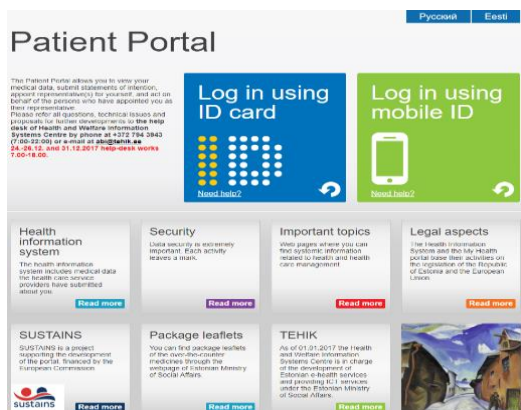 Русский Eesti
Patient Portal
The Patient Portal allows you to view your
medical data, submit statements of intention,
appoint representative(s) for yourself, and act on
behalf of the persons who have appointed you as
their representative.
Please refer all questions, technical issues and
proposals for further developments to the help
desk of Health and Welfare Information
Systems Centre by phone at +372 794 3943
(7:00-22:00) or e-mail at abi@tehik.ee
24.-26.12. and 31.12.2017 help-desk works
7.00-16.00.
Log in using
ID card
Need help?
Log in using
mobile ID
Need help?
Health
information
system
The health information
system includes medical data
the health care service
providers have submitted
about you.
Read more
Security
Data security is extremely
important. Each activity
leaves a mark.
Read more
Important topics
Web pages where you can
find systemic information
related to health and health
care management.
Read more
Legal aspects
The Health Information
System and the My Health
portal base their activities on
the legislation of the Republic
of Estonia and the European
Union.
Read more
SUSTAINS
SUSTAINS is a project
supporting the development
of the portal, financed by the
European Commission
sustains
Read more
Package leaflets
You can find package leaflets
of the over-the-counter
medicines through the
webpage of Estonian Ministry
of Social Affairs.
Read more
TEHIK
As of 01.01.2017 the Health
and Welfare Information
Systems Centre is in charge
of the development of
Estonian e-health services
and providing ICT services
under the Estonian Ministry
of Social Affairs.
Read more